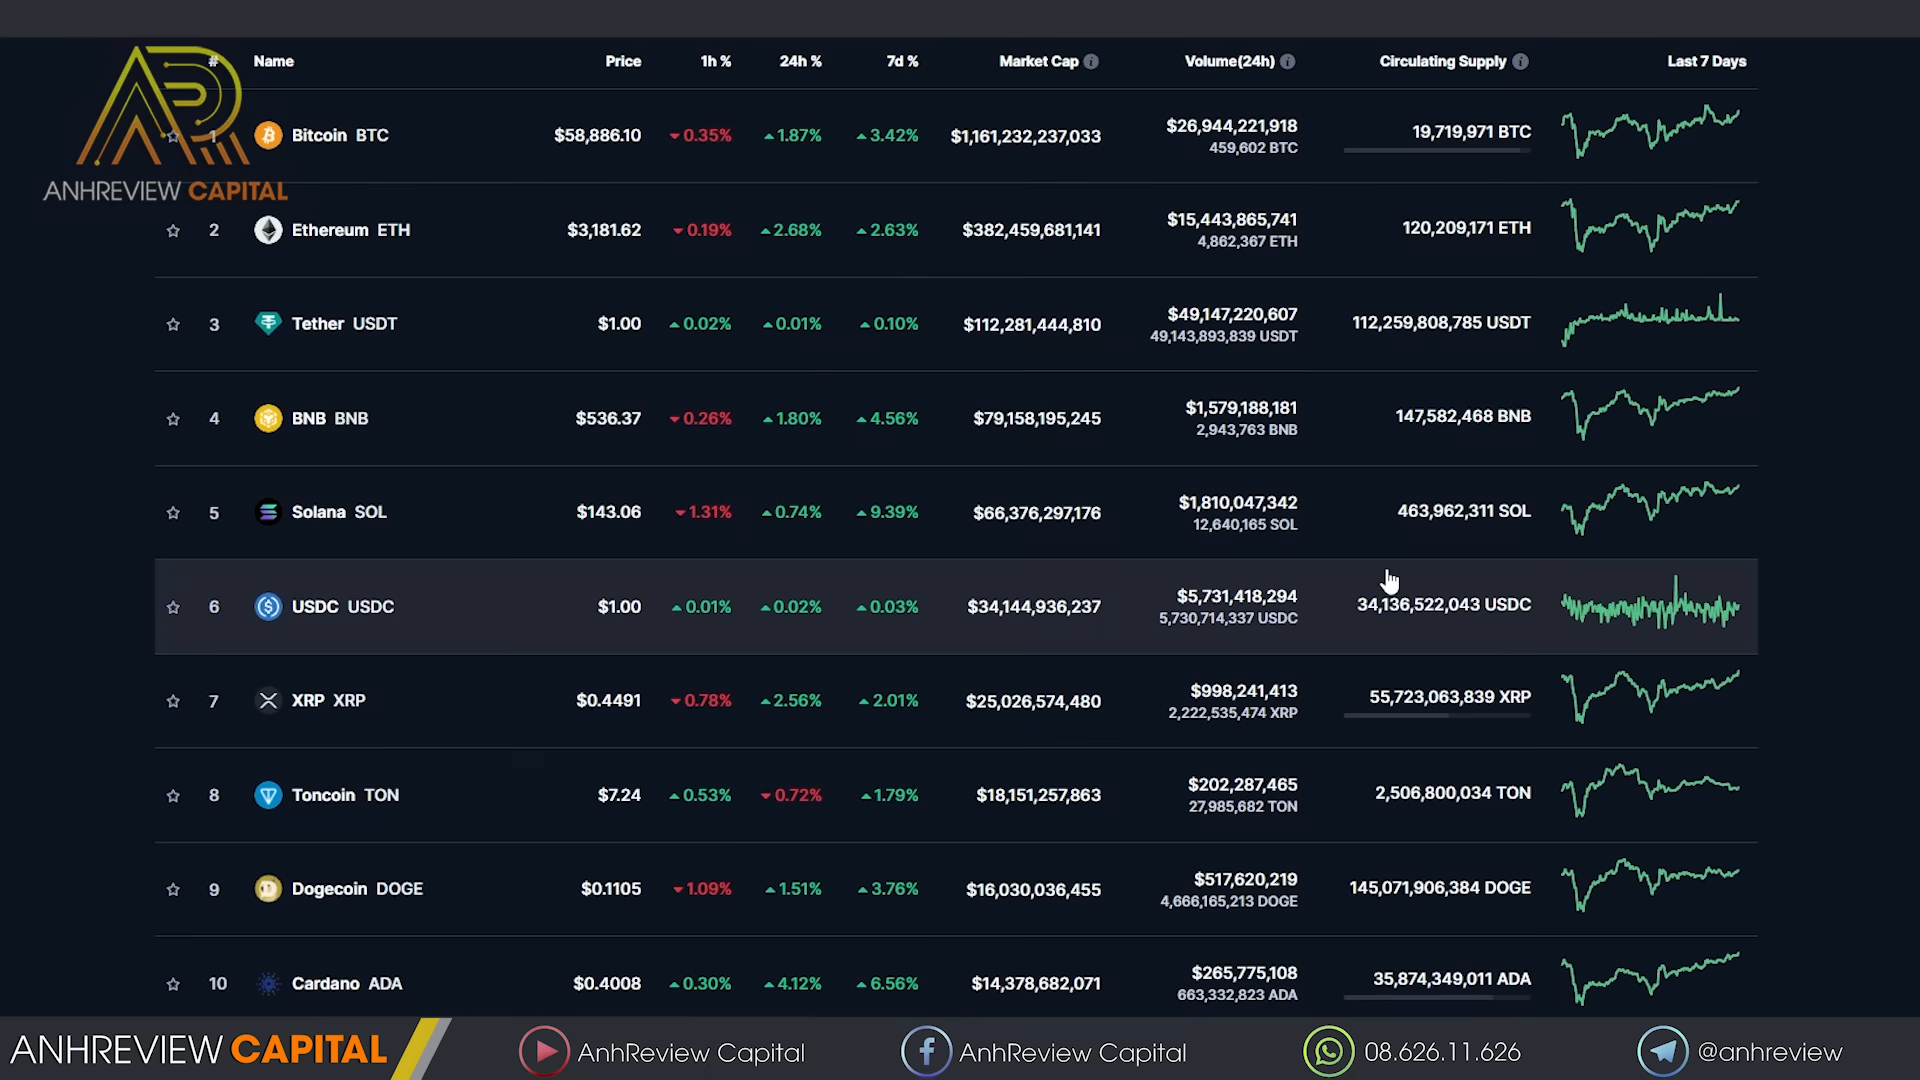 # Name Price 1h % 24h % 7d % Market Cap Volume(24h) Circulating Supply Last 7 Days
1 Bitcoin BTC $58,886.10 0.35% 1.87% 3.42% $1,161,232,237,033 $26,944,221,918 19,719,971 BTC
459,602 BTC
ANHREVIEW CAPITAL
2 Ethereum ETH $3,181.62 0.19% 2.68% 2.63% $382,459,681,141 $15,443,865,741 120,209,171 ETH
4,862,367 ETH
3 Tether USDT $1.00 0.02% 0.01% 0.10% $112,281,444,810 $49,147,220,607 112,259,808,785 USDT
49,143,893,839 USDT
4 BNB BNB $536.37 0.26% 1.80% 4.56% $79,158,195,245 $1,579,188,181 147,582,468 BNB
2,943,763 BNB
5 Solana SOL $143.06 1.31% 0.74% 9.39% $66,376,297,176 $1,810,047,342 463,962,311 SOL
12,640,165 SOL
6 USDC USDC $1.00 0.01% 0.02% 0.03% $34,144,936,237 $5,731,418,294 34,136,522,043 USDC
5,730,714,337 USDC
7 XRP XRP $0.4491 0.78% 2.56% 2.01% $25,026,574,480 $998,241,413 55,723,063,839 XRP
2,222,535,474 XRP
8 Toncoin TON $7.24 0.53% 0.72% 1.79% $18,151,257,863 $202,287,465 2,506,800,034 TON
27,985,682 TON
9 Dogecoin DOGE $0.1105 1.09% 1.51% 3.76% $16,030,036,455 $517,620,219 145,071,906,384 DOGE
4,666,165,213 DOGE
10 Cardano ADA $0.4008 0.30% 4.12% 6.56% $14,378,682,071 $265,775,108 35,874,349,011 ADA
663,332,823 ADA
ANHREVIEW CAPITAL AnhReview Capital AnhReview Capital 08.626.11.626 @anhreview